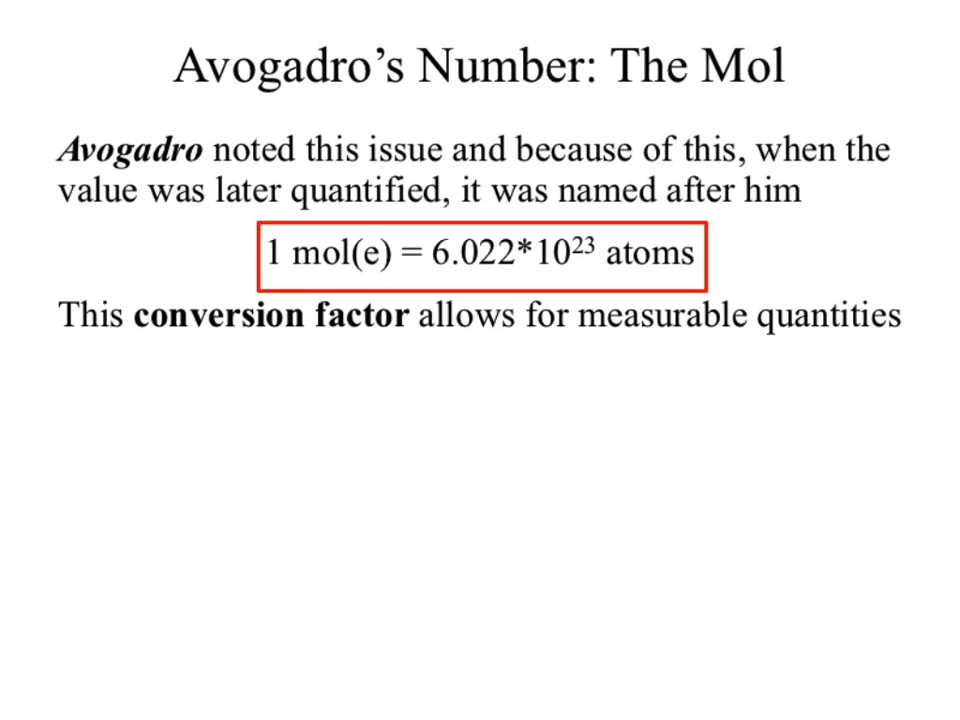 Avogadro’s Number: The Mol
Avogadro noted this issue and because of this, when the
value was later quantified, it was named after him
1 mol(e) = 6.022*10²³ atoms
This conversion factor allows for measurable quantities